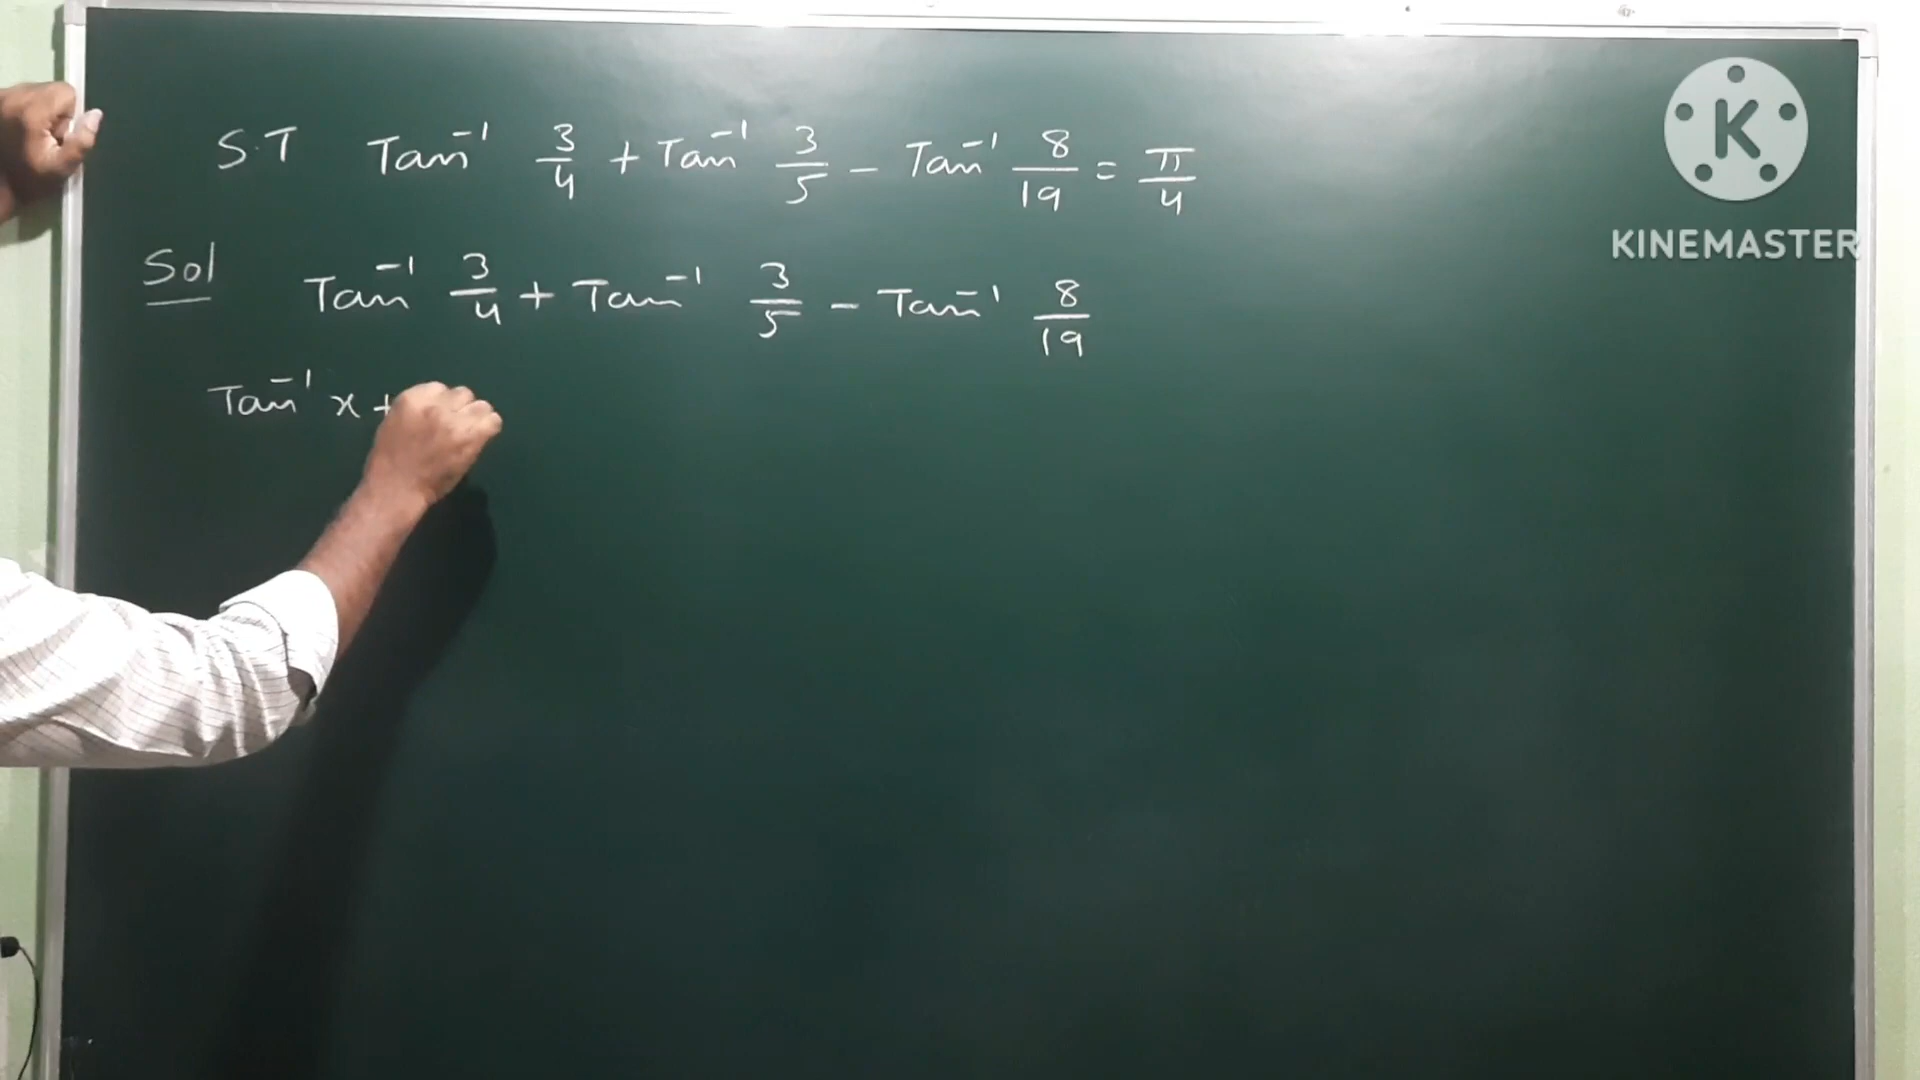 S.T Tan⁻¹ 3/4 + Tan⁻¹ 3/5 - Tan⁻¹ 8/19 = π/4
Sol Tan⁻¹ 3/4 + Tan⁻¹ 3/5 - Tan⁻¹ 8/19
Tan⁻¹ x +
K
KINEMASTER